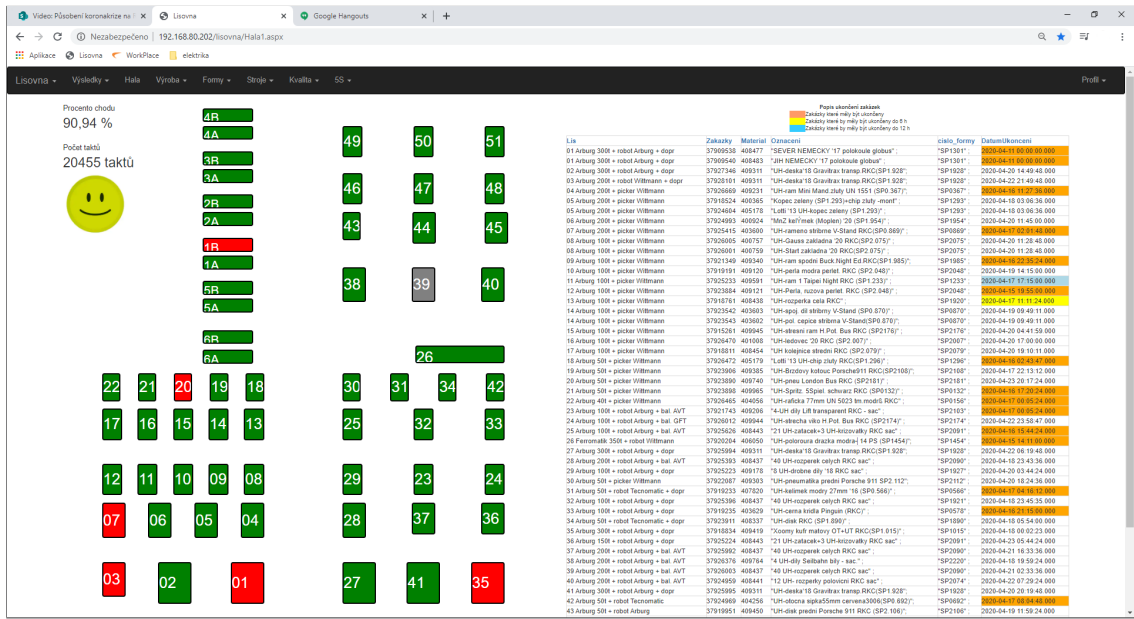 Video: Působení koronakrize na
Lisovna
Google Hangouts
Nezabezpečeno | 192.168.80.202/lisovna/Hala1.aspx
Aplikace Lisovna WorkPlace elektrika
Lisovna Výsledky Hala Výroba Formy Stroje Kvalita 5S Profil
Procento chodu
90,94 %
Počet taktů
20455 taktů
4B
4A
3B
3A
2B
2A
1B
1A
5B
5A
6B
6A
49 50 51
46 47 48
43 44 45
38 39 40
26
22 21 20 19 18 30 31 34 42
17 16 15 14 13 25 32 33
12 11 10 09 08 29 23 24
07 06 05 04 28 37 36
03 02 01 27 41 35
Popis ukončení zakázek
Zakázky které měly být ukončeny
Zakázky které by měly být ukončeny do 8 h
Zakázky které by měly být ukončeny do 12 h
Lis Zakazky Material Oznaceni cislo_formy DatumUkonceni
01 Arburg 300t + robot Arburg + dopr 37909538 408477 "SEVER NEMECKY '17 polokoule globus" ; "SP1301" ; 2020-04-11 00:00:00.000
01 Arburg 300t + robot Arburg + dopr 37909540 408483 "JIH NEMECKY '17 polokoule globus" ; "SP1301" ; 2020-04-11 00:00:00.000
02 Arburg 300t + robot Arburg + dopr 37927346 409311 "UH-deska'18 Gravitrax transp.RKC(SP1.928" ; "SP1928" ; 2020-04-20 14:49:48.000
03 Arburg 200t + robot Wittmann + dopr 37928101 409311 "UH-deska'18 Gravitrax transp.RKC(SP1.928" ; "SP1928" ; 2020-04-22 21:49:48.000
04 Arburg 200t + picker Wittmann 37926669 409231 "UH-ram Mini Mand.zluty UN 1551 (SP0.367)"; "SP0367" ; 2020-04-16 11:27:36.000
05 Arburg 200t + picker Wittmann 37918524 400365 "Kopec zeleny (SP1.293)+chip zluty -mont" ; "SP1293" ; 2020-04-18 03:06:36.000
05 Arburg 200t + picker Wittmann 37924604 405178 "Lotti '13 UH-kopec zeleny (SP1.293)" ; "SP1293" ; 2020-04-18 03:06:36.000
06 Arburg 200t + picker Wittmann 37924993 400924 (Moplen) '20 (SP1.954)" ; "SP1954" ; 2020-04-20 11:45:00.000
07 Arburg 200t + picker Wittmann 37925415 403600 "UH-rameno stribrne V-Stand RKC(SP0.869)" ; "SP0869" ; 2020-04-17 02:01:48.000
08 Arburg 100t + picker Wittmann 37926005 400757 "UH-Gauss zakladna '20 RKC(SP2.075)" ; "SP2075" ; 2020-04-20 11:28:48.000
08 Arburg 100t + picker Wittmann 37926001 400759 "UH-Start zakladna '20 RKC(SP2.075)" ; "SP2075" ; 2020-04-20 11:28:48.000
09 Arburg 100t + picker Wittmann 37921349 409340 "UH-ram spodni Buck.Night Ed.RKC(SP1.985)"; "SP1985" ; 2020-04-16 22:35:24.000
10 Arburg 100t + picker Wittmann 37919191 409120 "UH-perla modra perlet. RKC (SP2.048)" ; "SP2048" ; 2020-04-19 14:15:00.000
11 Arburg 100t + picker Wittmann 37925233 409591 "UH-ram 1 Taipei Night RKC (SP1.233)" ; "SP1233" ; 2020-04-17 17:15:00.000
12 Arburg 100t + picker Wittmann 37923884 409121 "UH-Perla. ruzova perlet. RKC (SP2.048)" ; "SP2048" ; 2020-04-15 19:55:00.000
13 Arburg 100t + picker Wittmann 37918761 408438 "UH-rozperka cela RKC" ; "SP1920" ; 2020-04-17 11:11:24.000
14 Arburg 100t + picker Wittmann 37923542 403603 "UH-spoj. dil stribrny V-Stand (SP0.870)" ; "SP0870" ; 2020-04-19 09:49:11.000
14 Arburg 100t + picker Wittmann 37923543 403602 "UH-pol. cepice stribrna V-Stand(SP0.870)"; "SP0870" ; 2020-04-19 09:49:11.000
15 Arburg 100t + picker Wittmann 37915261 409945 "UH-stresni ram H.Pot. Bus RKC (SP2176)" ; "SP2176" ; 2020-04-20 04:41:59.000
16 Arburg 100t + picker Wittmann 37926470 401008 "UH-ledovec '20 RKC (SP2.007)" ; "SP2007" ; 2020-04-20 17:00:00.000
17 Arburg 100t + picker Wittmann 37918811 408454 "UH kolejnice stredni RKC (SP2.079)" ; "SP2079" ; 2020-04-20 19:10:11.000
18 Arburg 50t + picker Wittmann 37926472 405179 "Lotti '13 UH-chip zluty RKC(SP1.296)" ; "SP1296" ; 2020-04-16 02:43:47.000
19 Arburg 50t + picker Wittmann 37923906 409385 "UH-Brzdovy kotouc Porsche911 RKC(SP2108)"; "SP2108" ; 2020-04-17 22:13:12.000
20 Arburg 50t + picker Wittmann 37923890 409740 "UH-pneu London Bus RKC (SP2181)" ; "SP2181" ; 2020-04-23 20:17:24.000
21 Arburg 50t + picker Wittmann 37923898 409965 "UH-Spritz. 5Spiel. schwarz RKC (SP0132)" ; "SP0132" ; 2020-04-16 17:20:24.000
22 Arburg 40t + picker Wittmann 37926465 404056 "UH-raficka 77mm UN 5023 tm.modrá RKC" ; "SP0156" ; 2020-04-17 00:05:24.000
23 Arburg 100t + robot Arburg + bal. AVT 37921743 409206 "4-UH dily Lift transparent RKC - sac" ; "SP2103" ; 2020-04-17 00:05:24.000
24 Arburg 100t + robot Arburg + bal. GFT 37926012 409944 "UH-strecha vlko H.Pot. Bus RKC (SP2174)" ; "SP2174" ; 2020-04-22 23:58:47.000
25 Arburg 100t + robot Arburg + bal. AVT 37925626 408443 "21 UH-zatacek+3 UH-krizovatky RKC sac" ; "SP2091" ; 2020-04-16 15:44:24.000
26 Ferromatik 350t + robot Wittmann 37920204 406050 "UH-poloroura drazka modra-| 14 PS (SP1454)"; "SP1454" ; 2020-04-15 14:11:00.000
27 Arburg 300t + robot Arburg + dopr 37925994 409311 "UH-deska'18 Gravitrax transp.RKC(SP1.928"; "SP1928" ; 2020-04-22 06:19:48.000
28 Arburg 200t + robot Arburg + bal. AVT 37925393 408437 "40 UH-rozperek celych RKC sac" ; "SP2090" ; 2020-04-18 23:43:36.000
29 Arburg 100t + robot Arburg + dopr 37925223 409178 "8 UH-drobne dily '18 RKC sac" ; "SP1927" ; 2020-04-20 03:44:24.000
30 Arburg 50t + picker Wittmann 37922087 409303 "UH-pneumatika predni Porsche 911 SP2.112"; "SP2112" ; 2020-04-20 18:24:36.000
31 Arburg 50t + robot Tecnomatic + dopr 37919233 407820 "UH-kelimek modry 27mm '16 (SP0.566)" ; "SP0566" ; 2020-04-17 04:16:12.000
32 Arburg 100t + robot Arburg + dopr 37925396 408437 "40 UH-rozperek celych RKC sac" ; "SP1921" ; 2020-04-18 23:45:35.000
33 Arburg 100t + robot Arburg + dopr 37919235 403629 "UH-cerna kridla Pinguin (RKC)" ; "SP0578" ; 2020-04-16 21:15:00.000
34 Arburg 50t + robot Tecnomatic + dopr 37923911 408337 "UH-disk RKC (SP1.890)" ; "SP1890" ; 2020-04-18 05:54:00.000
35 Arburg 300t + robot Arburg + dopr 37918834 409419 "Xoomy kufr matovy OT+UT RKC(SP1.015)" ; "SP1015" ; 2020-04-18 00:02:23.000
36 Arburg 150t + robot Arburg + dopr 37925224 408443 "21 UH-zatacek+3 UH-krizovatky RKC sac" ; "SP2091" ; 2020-04-23 05:44:24.000
37 Arburg 200t + robot Arburg + bal. AVT 37925992 408437 "40 UH-rozperek celych RKC sac" ; "SP2090" ; 2020-04-21 16:33:36.000
38 Arburg 200t + robot Arburg + bal. AVT 37926376 409764 "4 UH-dily Seilbahn bily - sac." ; "SP2220" ; 2020-04-18 19:59:24.000
39 Arburg 200t + robot Arburg + bal. AVT 37926003 408437 "40 UH-rozperek celych RKC sac" ; "SP2090" ; 2020-04-21 02:33:36.000
40 Arburg 200t + robot Arburg + bal. AVT 37924959 408441 "12 UH- rozperky polovicni RKC sac" ; "SP2074" ; 2020-04-22 07:29:24.000
41 Arburg 300t + robot Arburg + dopr 37925995 409311 "UH-deska'18 Gravitrax transp.RKC(SP1.928"; "SP1928" ; 2020-04-20 20:19:48.000
42 Arburg 50t + robot Tecnomatic 37924969 404256 "UH-otocna sipka55mm cervena3006(SP0.692)"; "SP0692" ; 2020-04-17 08:04:48.000
43 Arburg 50t + robot Arburg 37919951 409450 "UH-disk predni Porsche 911 RKC (SP2.106)"; "SP2106" ; 2020-04-19 11:59:24.000